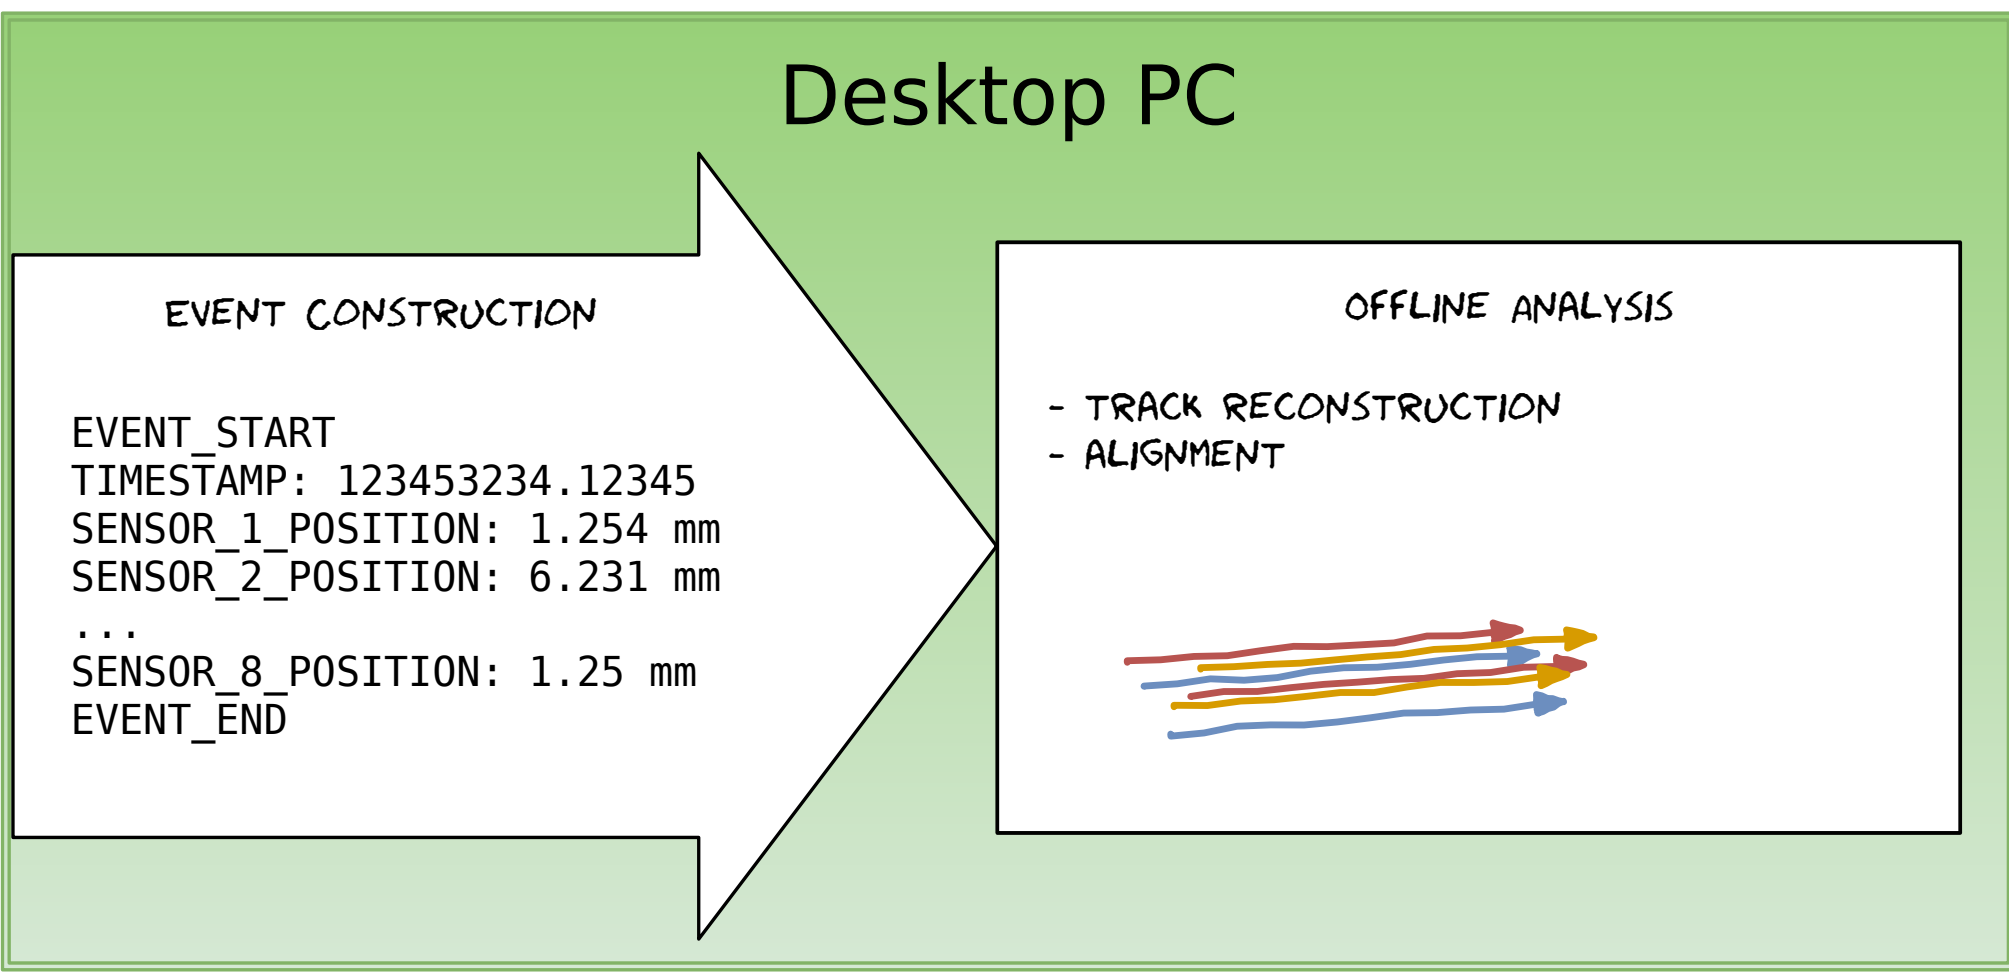 Desktop PC
EVENT CONSTRUCTION
EVENT_START
TIMESTAMP: 123453234.12345
SENSOR_1_POSITION: 1.254 mm
SENSOR_2_POSITION: 6.231 mm
...
SENSOR_8_POSITION: 1.25 mm
EVENT_END
OFFLINE ANALYSIS
- TRACK RECONSTRUCTION
- ALIGNMENT